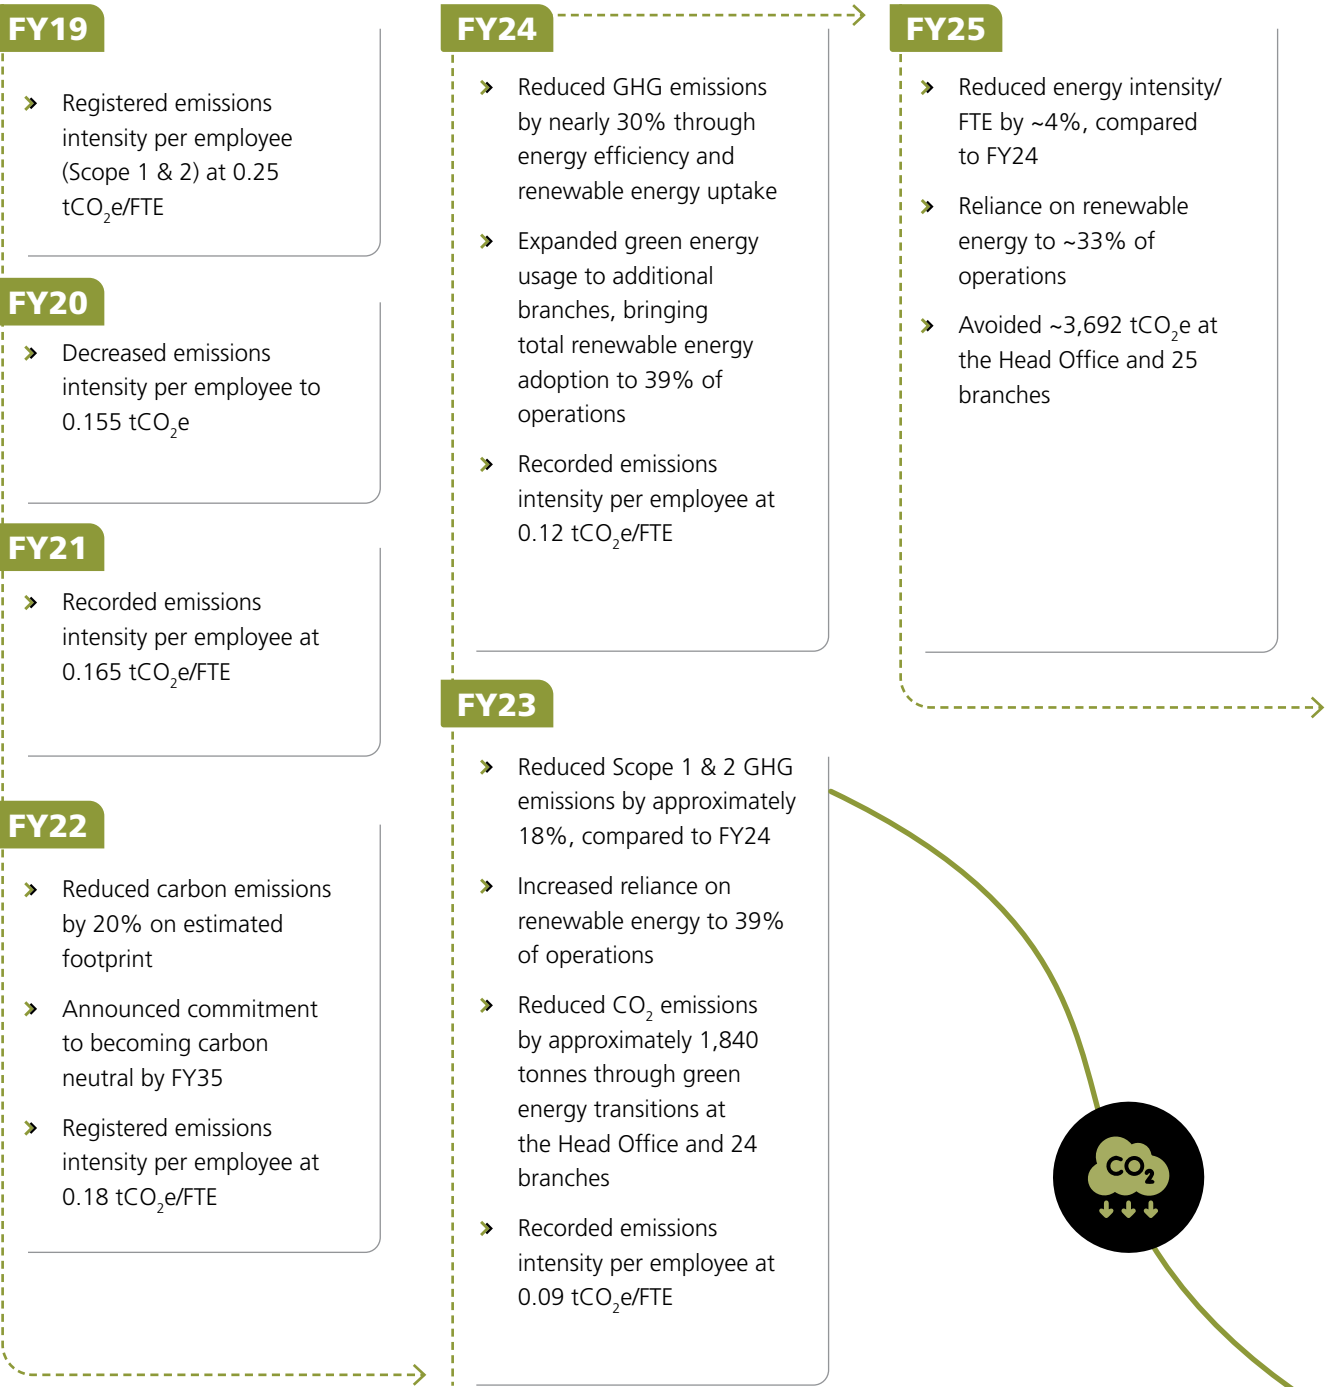 FY19
Registered emissions
intensity per employee
(Scope 1 & 2) at 0.25
tCO₂e/FTE
FY20
Decreased emissions
intensity per employee to
0.155 tCO₂e
FY21
Recorded emissions
intensity per employee at
0.165 tCO₂e/FTE
FY22
Reduced carbon emissions
by 20% on estimated
footprint
Announced commitment
to becoming carbon
neutral by FY35
Registered emissions
intensity per employee at
0.18 tCO₂e/FTE
FY24
Reduced GHG emissions
by nearly 30% through
energy efficiency and
renewable energy uptake
Expanded green energy
usage to additional
branches, bringing
total renewable energy
adoption to 39% of
operations
Recorded emissions
intensity per employee at
0.12 tCO₂e/FTE
FY23
Reduced Scope 1 & 2 GHG
emissions by approximately
18%, compared to FY24
Increased reliance on
renewable energy to 39%
of operations
Reduced CO₂ emissions
by approximately 1,840
tonnes through green
energy transitions at
the Head Office and 24
branches
Recorded emissions
intensity per employee at
0.09 tCO₂e/FTE
FY25
Reduced energy intensity/
FTE by ~4%, compared
to FY24
Reliance on renewable
energy to ~33% of
operations
Avoided ~3,692 tCO₂e at
the Head Office and 25
branches
CO₂